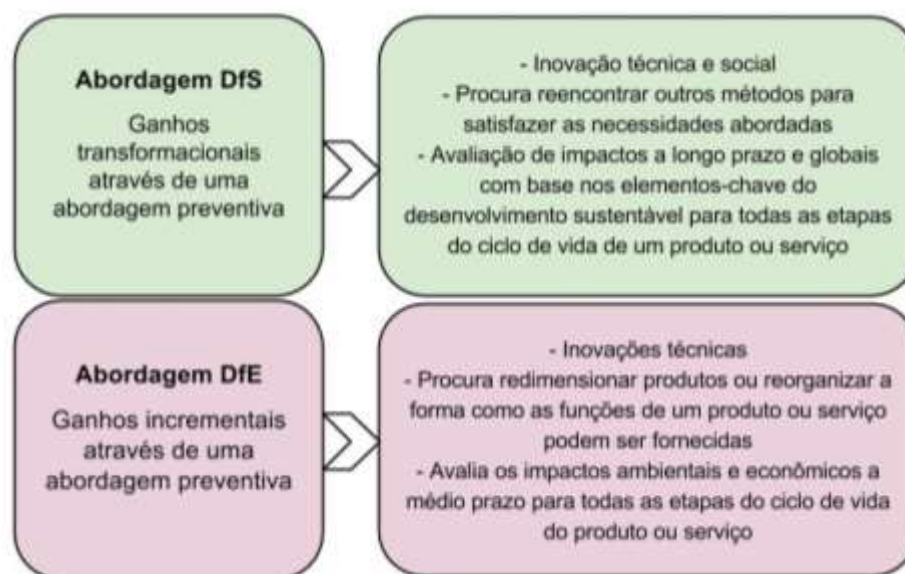 Abordagem DfS
Ganhos
transformacionais
através de uma
abordagem preventiva
- Inovação técnica e social
- Procura reencontrar outros métodos para
satisfazer as necessidades abordadas
- Avaliação de impactos a longo prazo e globais
com base nos elementos-chave do
desenvolvimento sustentável para todas as etapas
do ciclo de vida de um produto ou serviço
Abordagem DfE
Ganhos incrementais
através de uma
abordagem preventiva
- Inovações técnicas
- Procura redimensionar produtos ou reorganizar a
forma como as funções de um produto ou serviço
podem ser fornecidas
- Avalia os impactos ambientais e econômicos a
médio prazo para todas as etapas do ciclo de vida
do produto ou serviço